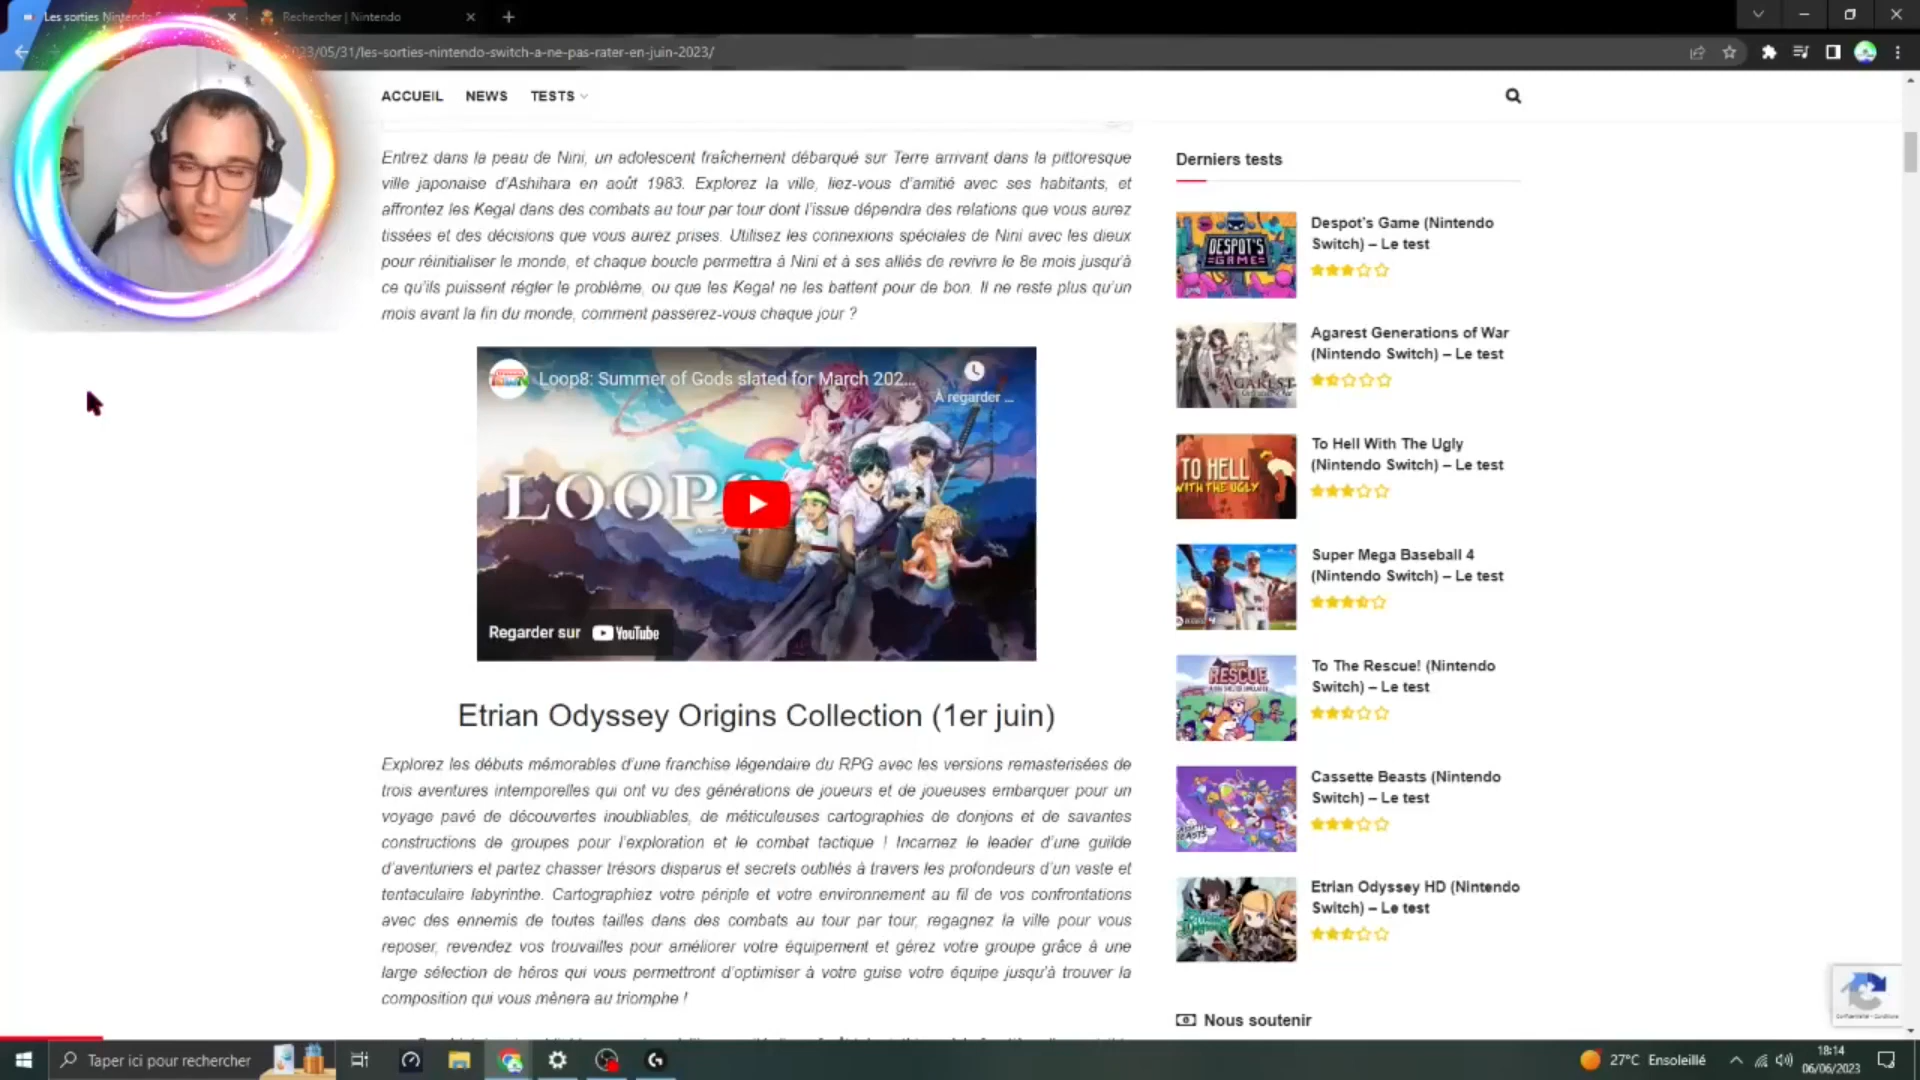 Les sorties Nintendo
Rechercher | Nintendo
23/05/31/les-sorties-nintendo-switch-a-ne-pas-rater-en-juin-2023/
ACCUEIL NEWS TESTS
Entrez dans la peau de Nini, un adolescent fraîchement débarqué sur Terre arrivant dans la pittoresque
ville japonaise d'Ashihara en août 1983. Explorez la ville, liez-vous d'amitié avec ses habitants, et
affrontez les Kegal dans des combats au tour par tour dont l'issue dépendra des relations que vous aurez
tissées et des décisions que vous aurez prises. Utilisez les connexions spéciales de Nini avec les dieux
pour réinitialiser le monde, et chaque boucle permettra à Nini et à ses alliés de revivre le 8e mois jusqu'à
ce qu'ils puissent régler le problème, ou que les Kegal ne les battent pour de bon. Il ne reste plus qu'un
mois avant la fin du monde, comment passerez-vous chaque jour ?
Loop8: Summer of Gods slated for March 202...
À regarder ...
LOOP8
Regarder sur YouTube
Etrian Odyssey Origins Collection (1er juin)
Explorez les débuts mémorables d'une franchise légendaire du RPG avec les versions remasterisées de
trois aventures intemporelles qui ont vu des générations de joueurs et de joueuses embarquer pour un
voyage pavé de découvertes inoubliables, de méticuleuses cartographies de donjons et de savantes
constructions de groupes pour l'exploration et le combat tactique ! Incarnez le leader d'une guilde
d'aventuriers et partez chasser trésors disparus et secrets oubliés à travers les profondeurs d'un vaste et
tentaculaire labyrinthe. Cartographiez votre périple et votre environnement au fil de vos confrontations
avec des ennemis de toutes tailles dans des combats au tour par tour, regagnez la ville pour vous
reposer, revendez vos trouvailles pour améliorer votre équipement et gérez votre groupe grâce à une
large sélection de héros qui vous permettront d'optimiser à votre guise votre équipe jusqu'à trouver la
composition qui vous mènera au triomphe !
Derniers tests
DESPOT'S
GAME
Despot's Game (Nintendo
Switch) – Le test
AGAREST
Agarest Generations of War
(Nintendo Switch) – Le test
TO HELL
WITH THE UGLY
To Hell With The Ugly
(Nintendo Switch) – Le test
Super Mega Baseball 4
(Nintendo Switch) – Le test
RESCUE
To The Rescue! (Nintendo
Switch) – Le test
CASSETTE
BEASTS
Cassette Beasts (Nintendo
Switch) – Le test
Etrian Odyssey HD (Nintendo
Switch) – Le test
Nous soutenir
Taper ici pour rechercher
27°C Ensoleillé
18:14
06/06/2023